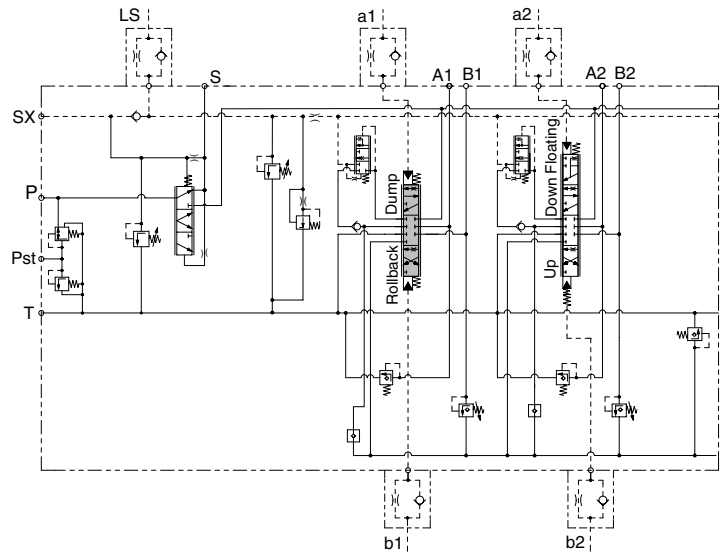 LS
a1
a2
S
A1
B1
A2
B2
SX
P
Pst
T
Dump
Rollback
Down Floating
Up
b1
b2